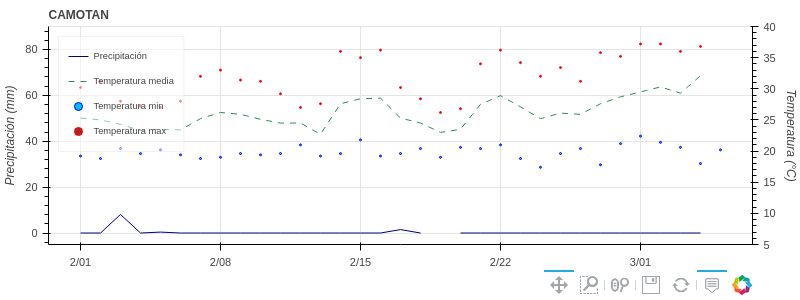 CAMOTAN
Precipitación
Temperatura media
Temperatura min
Temperatura max
Precipitación (mm)
80
60
40
20
0
40
35
30
25
20
15
10
5
Temperatura (°C)
2/01
2/08
2/15
2/22
3/01